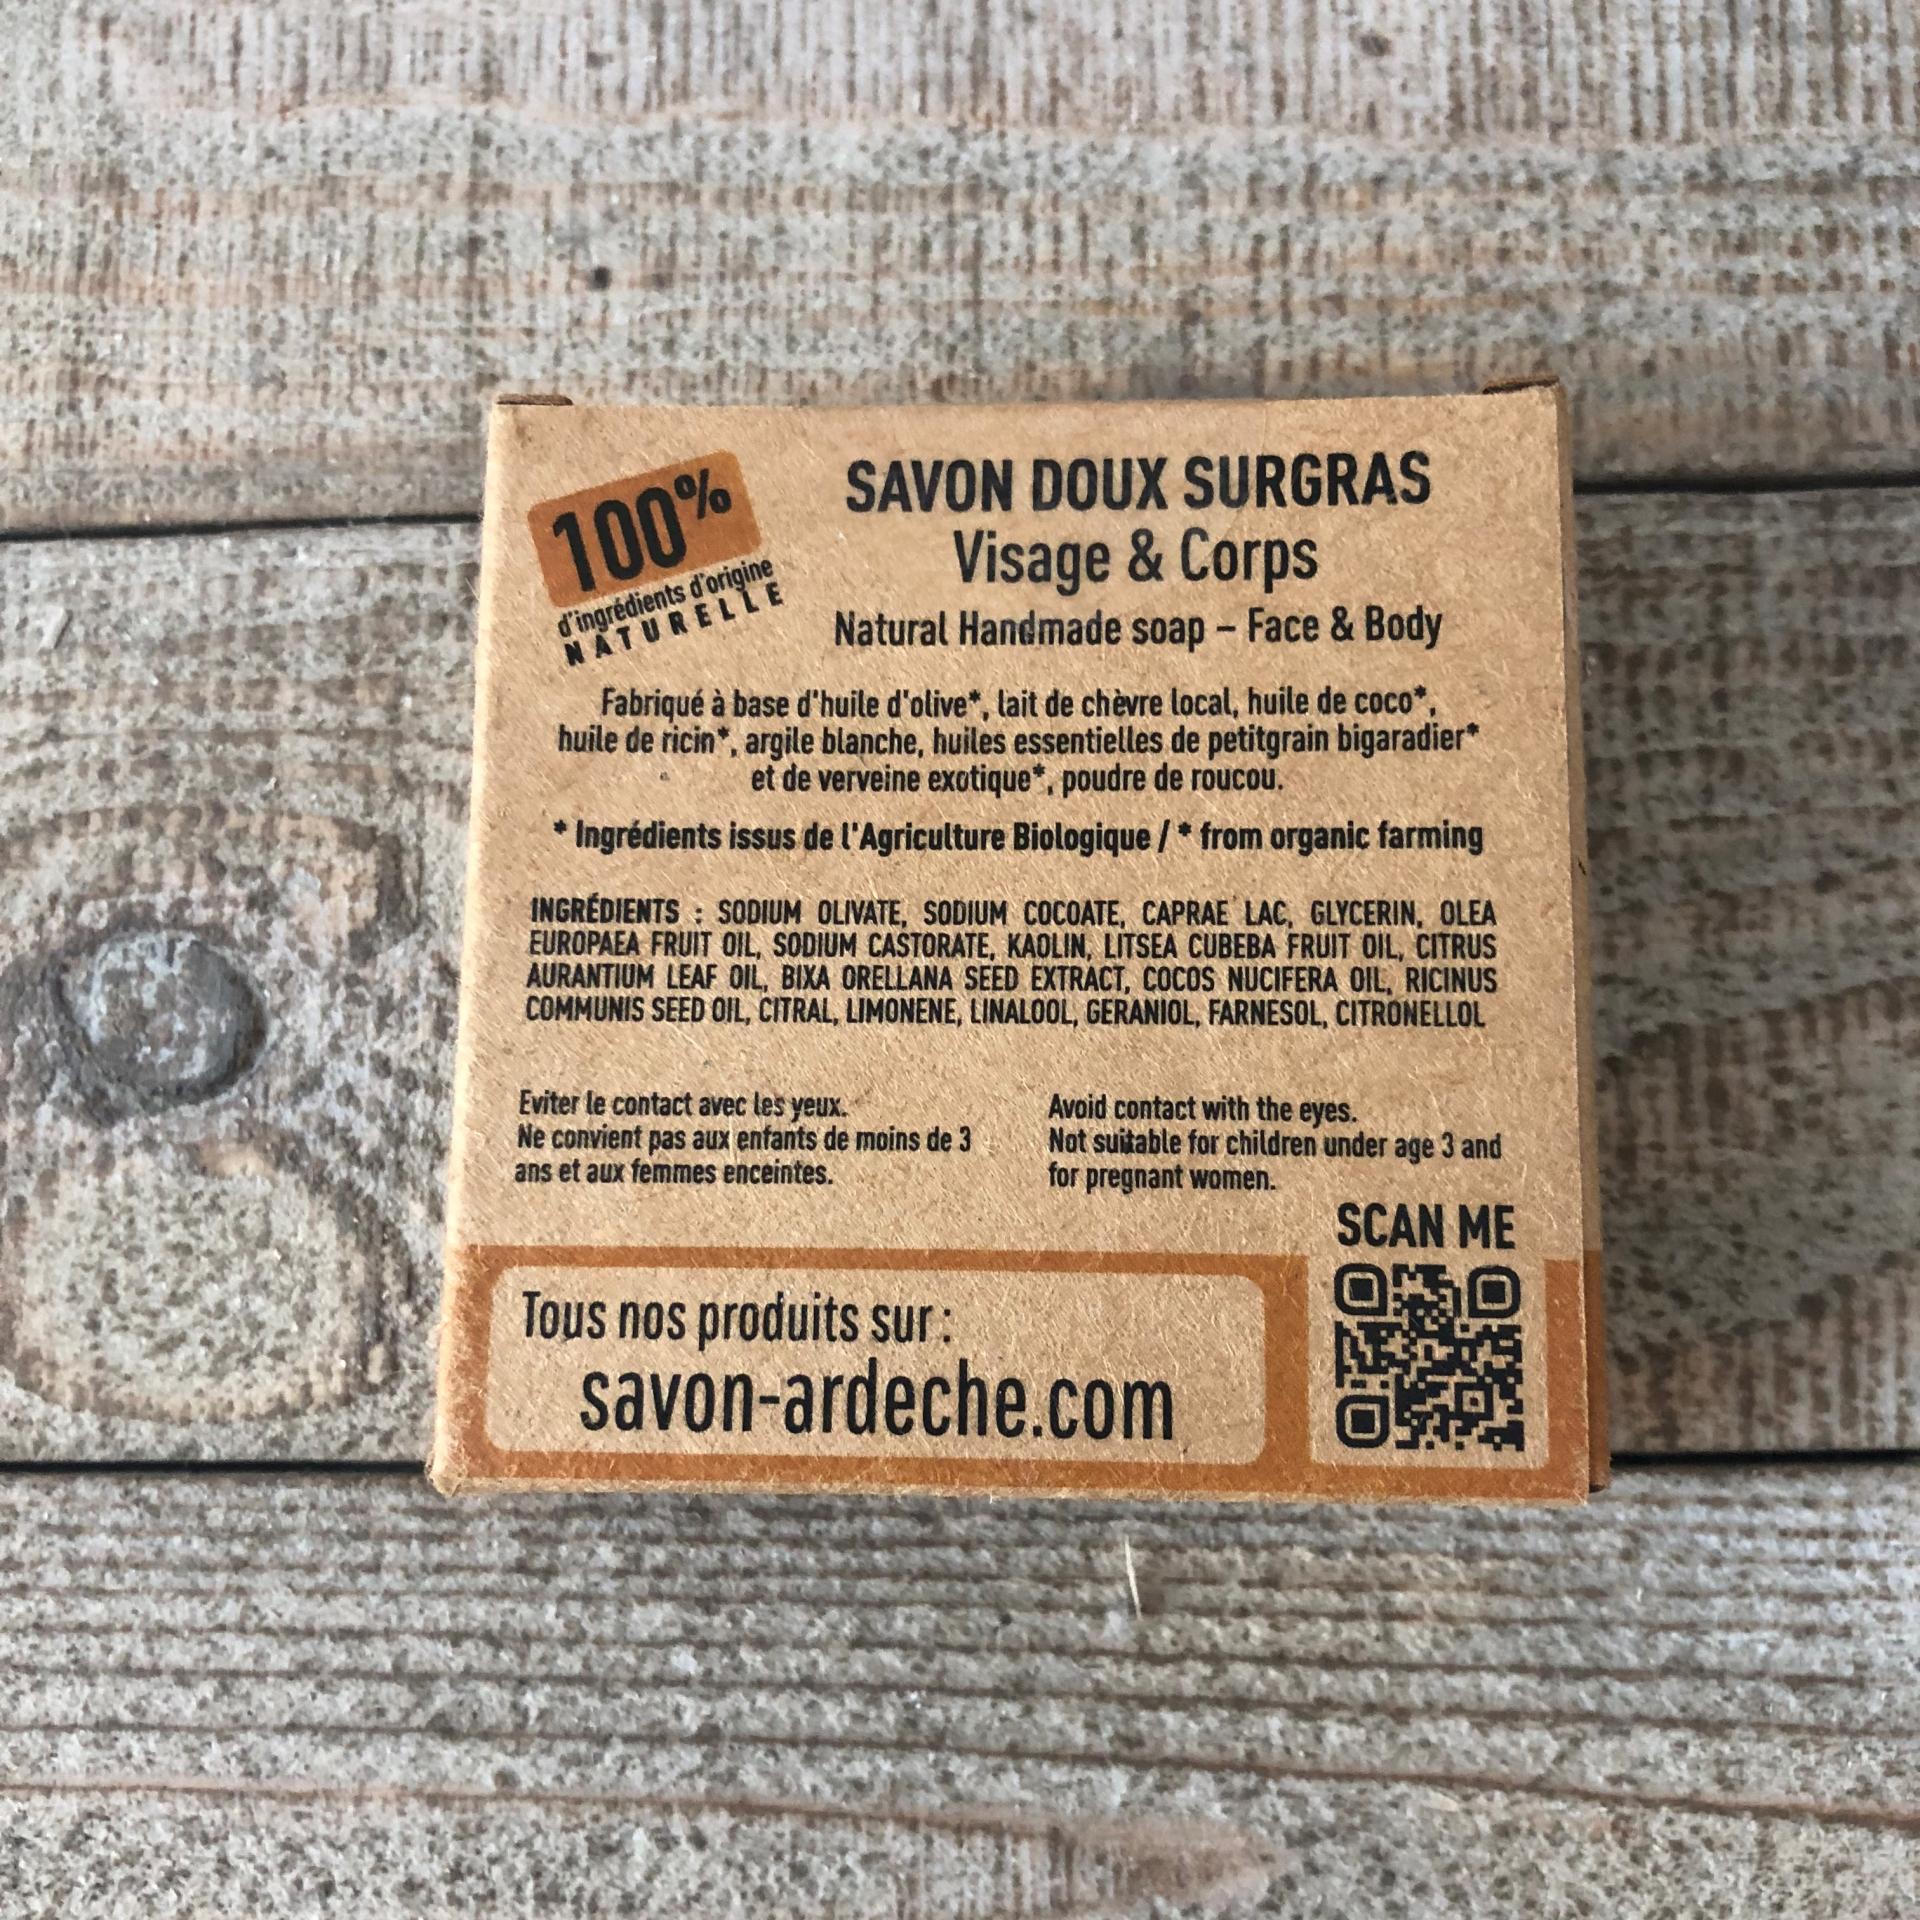 100%
d'ingrédients d'origine
NATURELLE
SAVON DOUX SURGRAS
Visage & Corps
Natural Handmade soap – Face & Body
Fabriqué à base d'huile d'olive*, lait de chèvre local, huile de coco*,
huile de ricin*, argile blanche, huiles essentielles de petitgrain bigaradier*
et de verveine exotique*, poudre de roucou.
* Ingrédients issus de l'Agriculture Biologique / * from organic farming
INGRÉDIENTS : SODIUM OLIVATE, SODIUM COCOATE, CAPRAE LAC, GLYCERIN, OLEA
EUROPAEA FRUIT OIL, SODIUM CASTORATE, KAOLIN, LITSEA CUBEBA FRUIT OIL, CITRUS
AURANTIUM LEAF OIL, BIXA ORELLANA SEED EXTRACT, COCOS NUCIFERA OIL, RICINUS
COMMUNIS SEED OIL, CITRAL, LIMONENE, LINALOOL, GERANIOL, FARNESOL, CITRONELLOL
Eviter le contact avec les yeux.
Ne convient pas aux enfants de moins de 3
ans et aux femmes enceintes.
Avoid contact with the eyes.
Not suitable for children under age 3 and
for pregnant women.
SCAN ME
Tous nos produits sur :
savon-ardeche.com